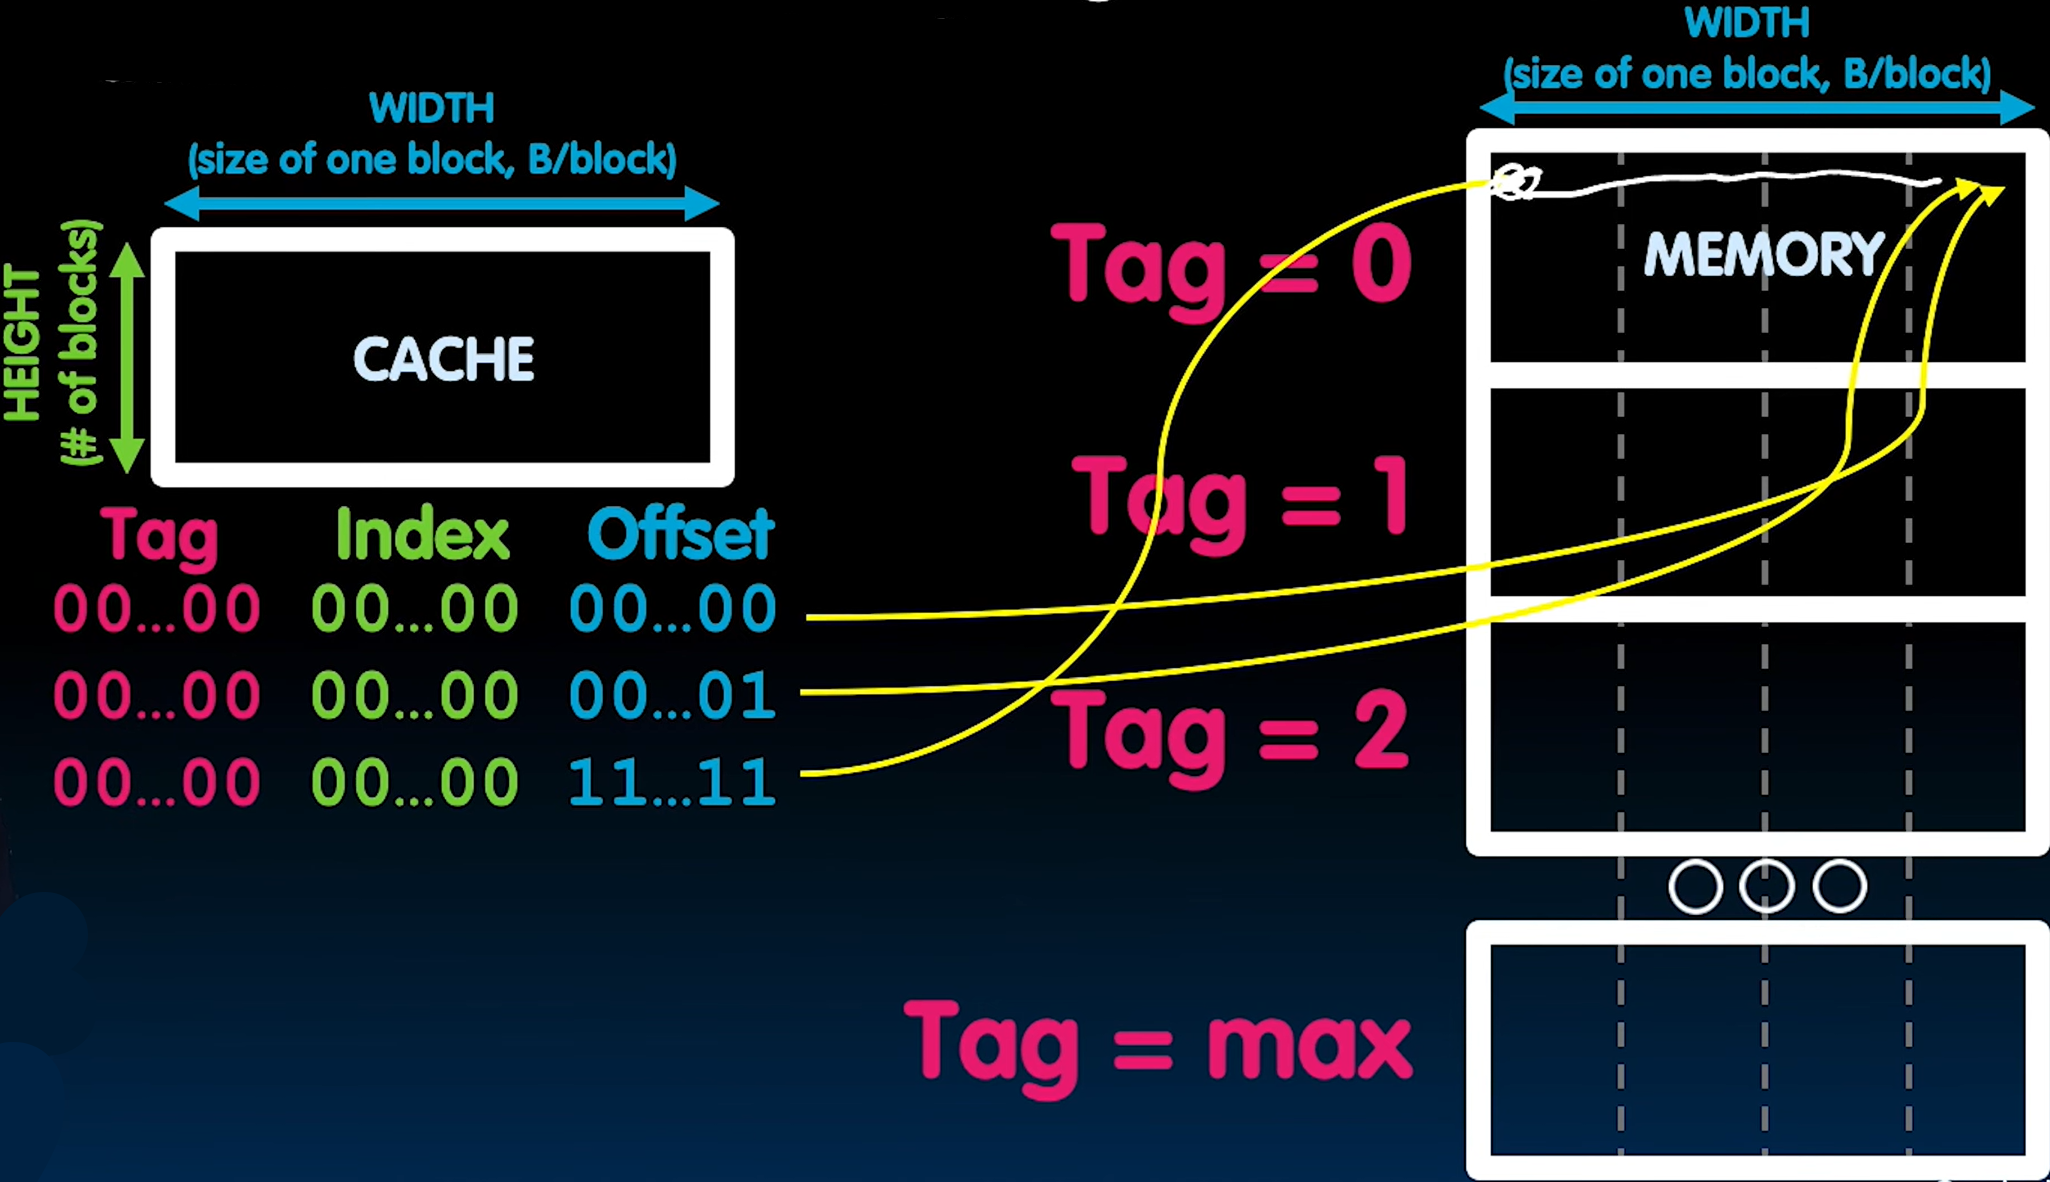 WIDTH
(size of one block, B/block)
WIDTH
(size of one block, B/block)
HEIGHT
(# of blocks)
CACHE
MEMORY
Tag = 0
Tag = 1
Tag = 2
Tag = max
Tag Index Offset
00...00 00...00 00...00
00...00 00...00 00...01
00...00 00...00 11...11